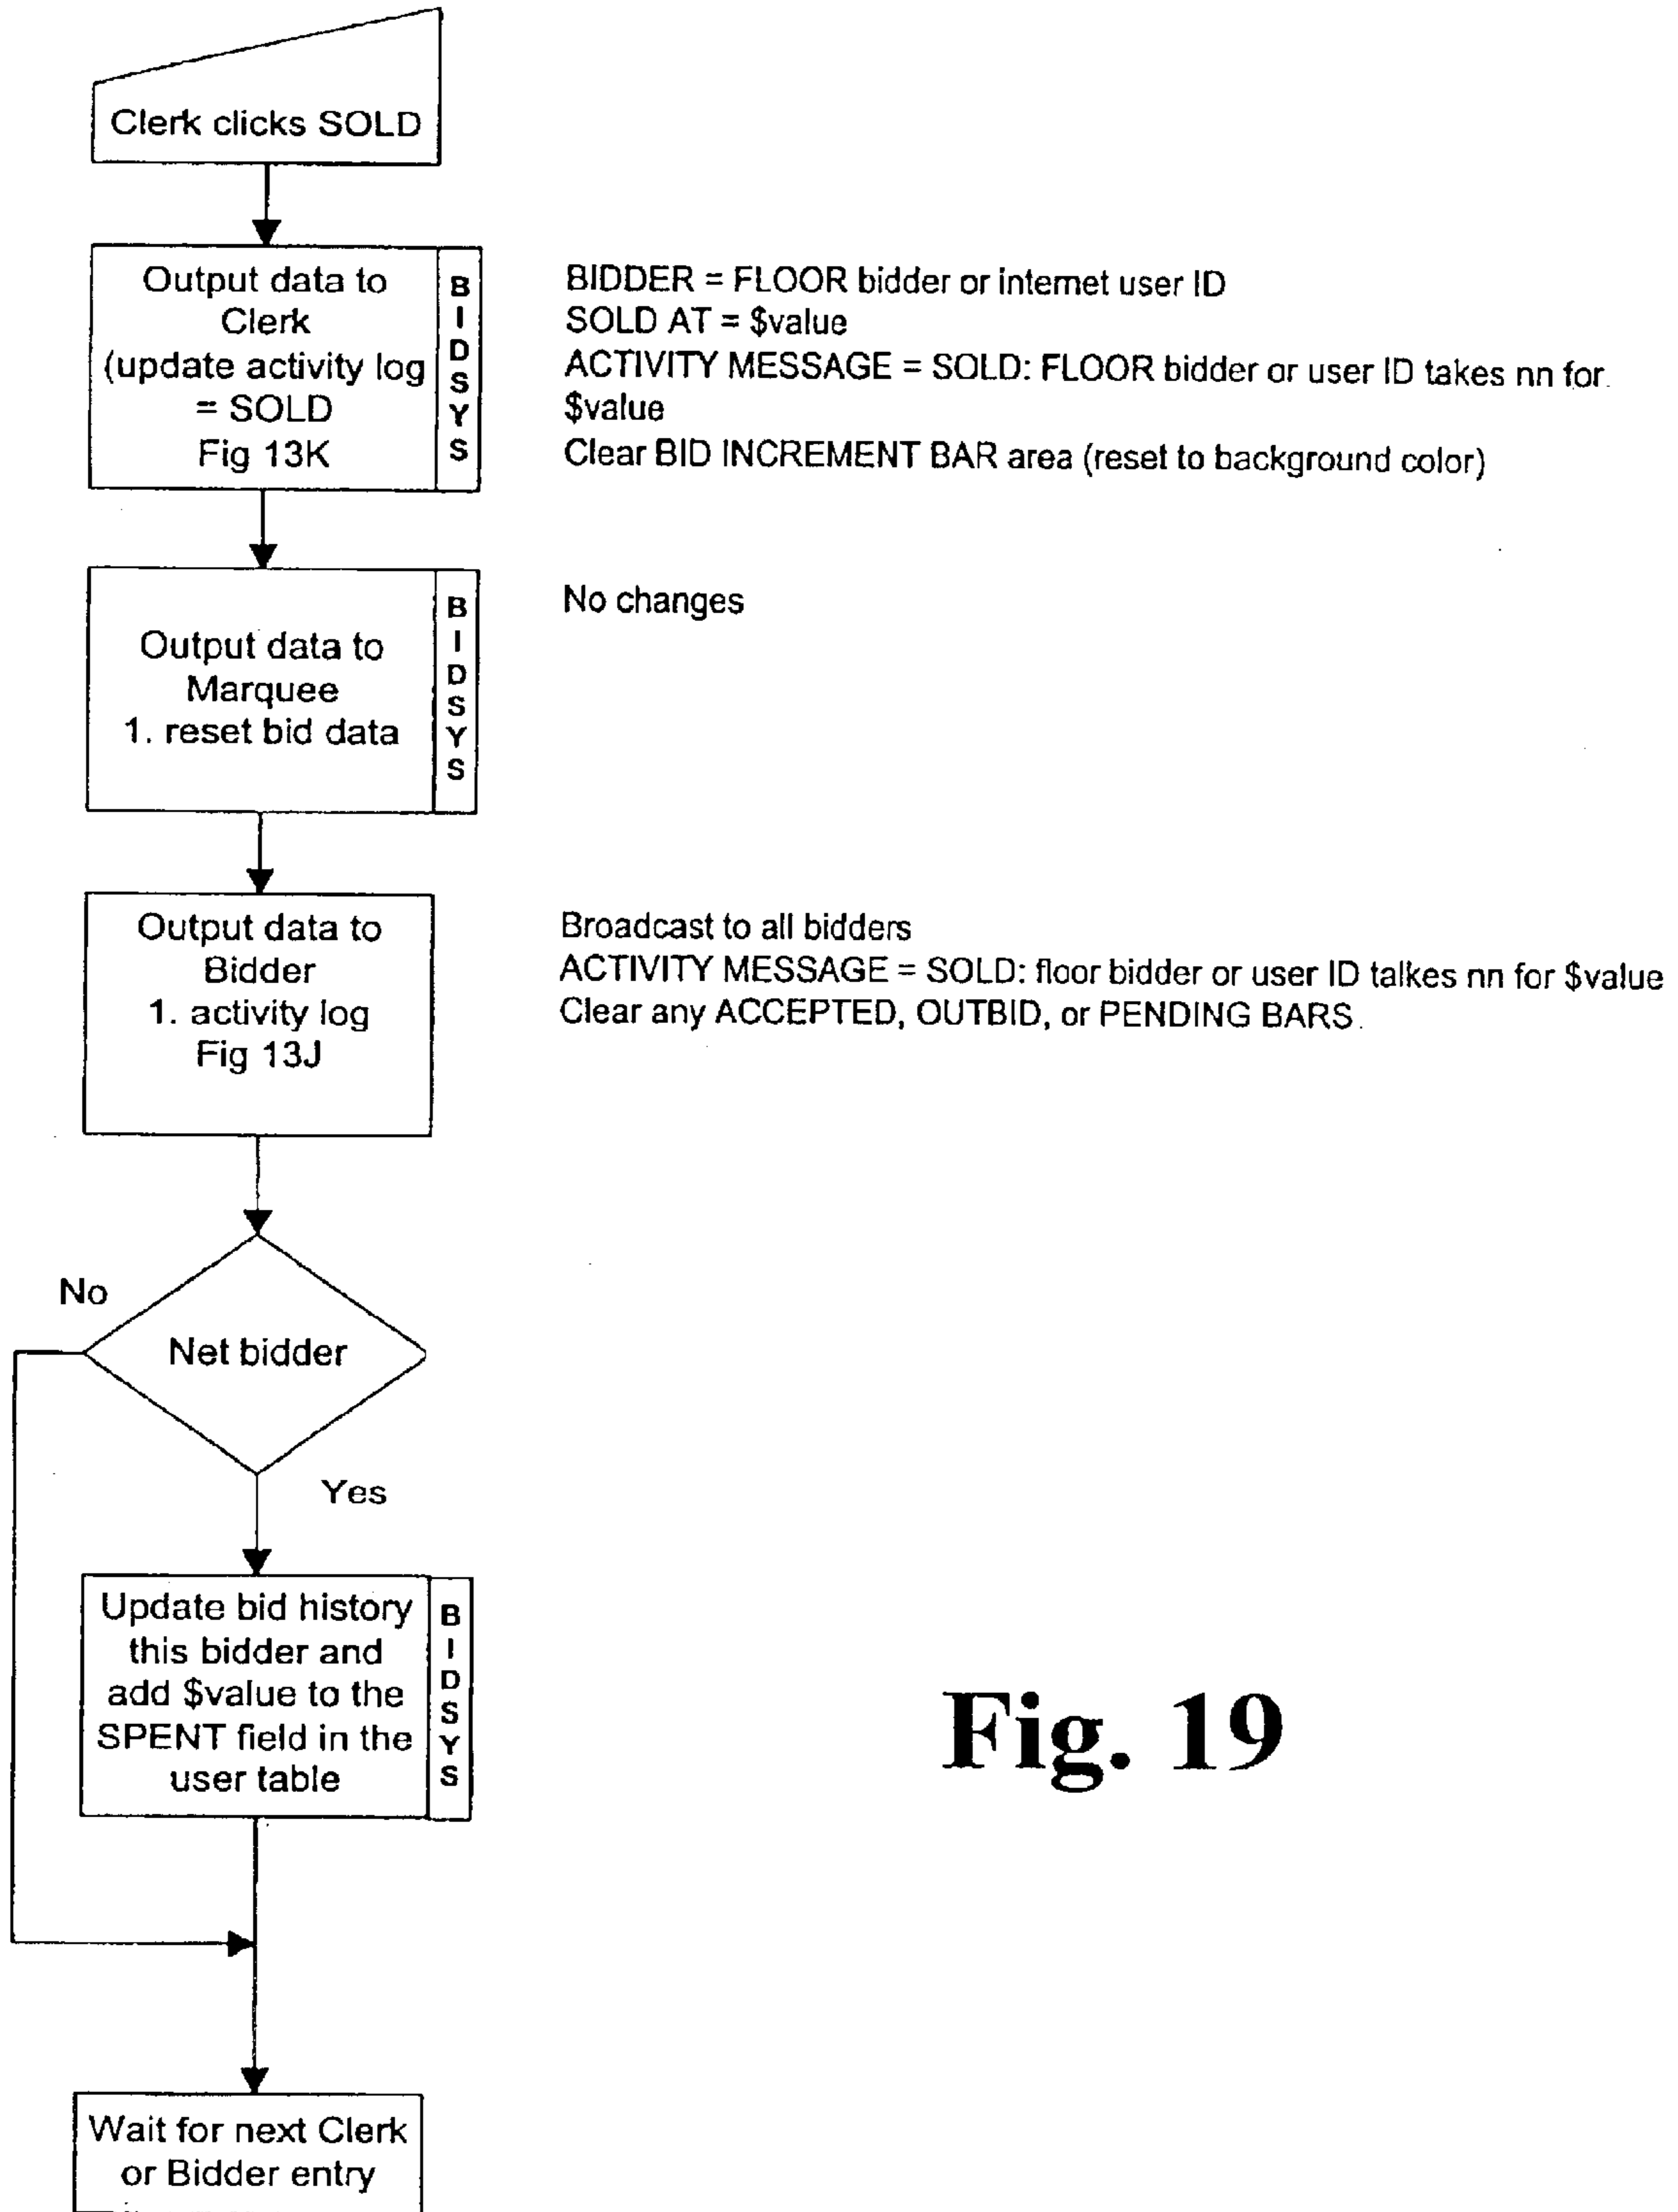 Clerk clicks SOLD
Output data to
Clerk
(update activity log
= SOLD
Fig 13K
BIDSYS
BIDDER = FLOOR bidder or internet user ID
SOLD AT = $value
ACTIVITY MESSAGE = SOLD: FLOOR bidder or user ID takes nn for
$value
Clear BID INCREMENT BAR area (reset to background color)
Output data to
Marquee
1. reset bid data
BIDSYS
No changes
Output data to
Bidder
1. activity log
Fig 13J
Broadcast to all bidders
ACTIVITY MESSAGE = SOLD: floor bidder or user ID talkes nn for $value
Clear any ACCEPTED, OUTBID, or PENDING BARS.
No
Net bidder
Yes
Update bid history
this bidder and
add $value to the
SPENT field in the
user table
BIDSYS
Fig. 19
Wait for next Clerk
or Bidder entry